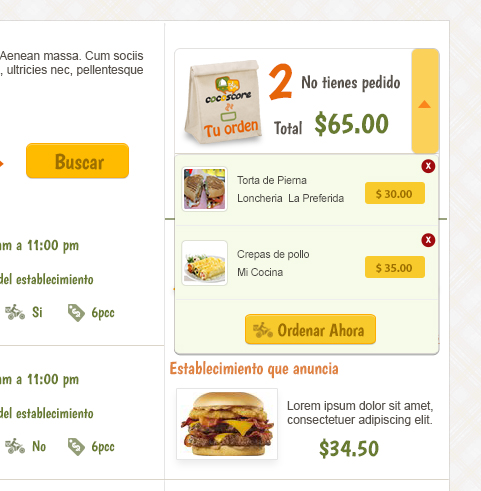 Aenean massa. Cum sociis
, ultricies nec, pellentesque
Buscar
am a 11:00 pm
del establecimiento
Si
6pcc
am a 11:00 pm
del establecimiento
No
6pcc
cocostore
Tu orden
2
No tienes pedido
Total $65.00
x
Torta de Pierna
Loncheria La Preferida
$ 30.00
x
Crepas de pollo
Mi Cocina
$ 35.00
Ordenar Ahora
Establecimiento que anuncia
Lorem ipsum dolor sit amet,
consectetuer adipiscing elit.
$34.50